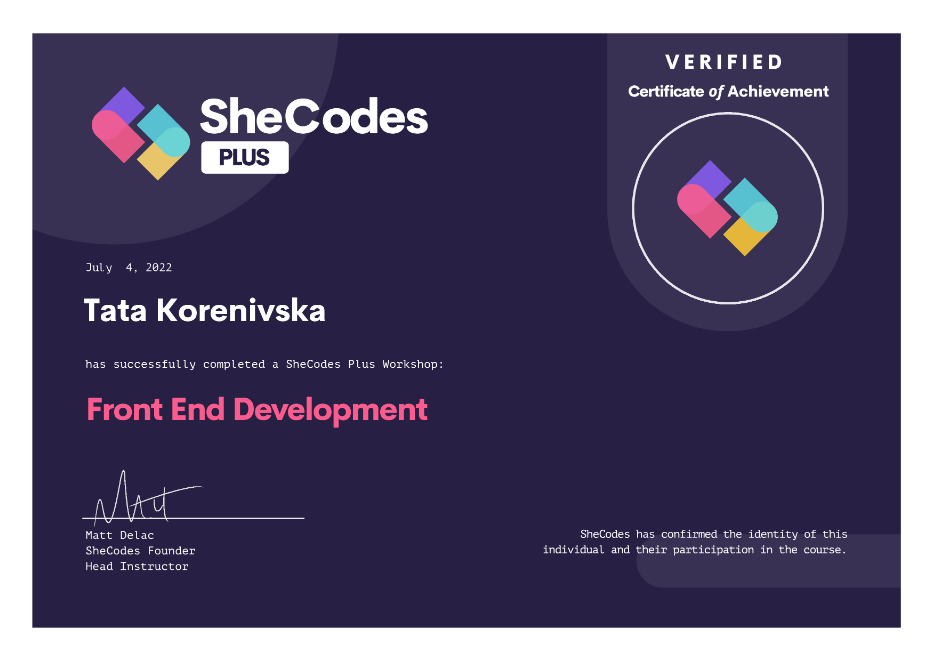 SheCodes
PLUS
VERIFIED
Certificate of Achievement
July 4, 2022
Tata Korenivska
has successfully completed a SheCodes Plus Workshop:
Front End Development
Matt
Matt Delac
SheCodes Founder
Head Instructor
SheCodes has confirmed the identity of this
individual and their participation in the course.